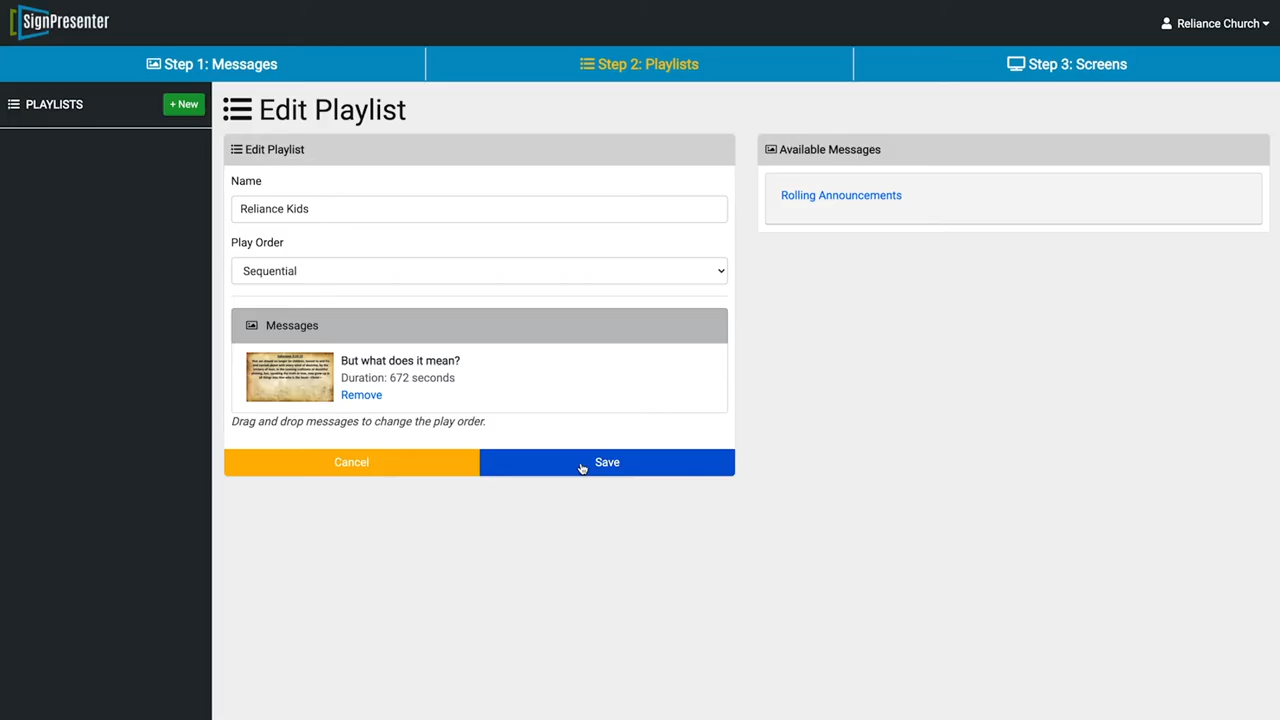 SignPresenter
Reliance Church
Step 1: Messages
Step 2: Playlists
Step 3: Screens
PLAYLISTS
+ New
Edit Playlist
Edit Playlist
Name
Reliance Kids
Play Order
Sequential
Messages
But what does it mean?
Duration: 672 seconds
Remove
Drag and drop messages to change the play order.
Cancel
Save
Available Messages
Rolling Announcements